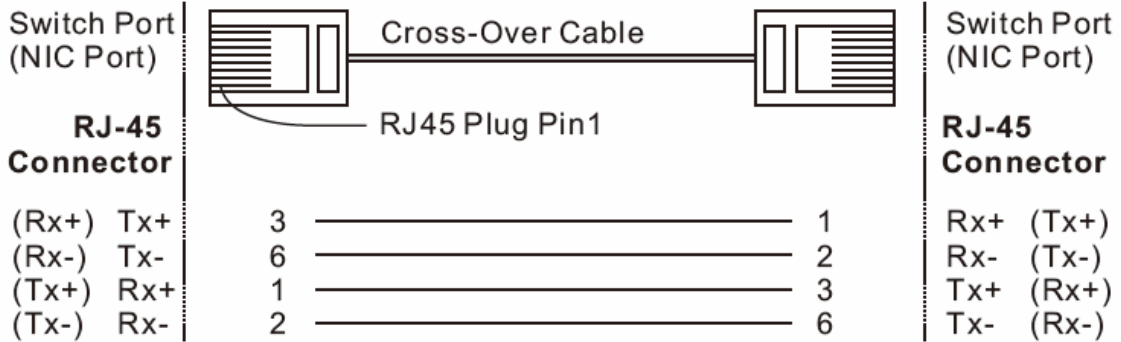 Switch Port Cross-Over Cable Switch Port
(NIC Port) (NIC Port)
RJ-45 RJ45 Plug Pin1 RJ-45
Connector Connector
(Rx+) Tx+ 3 1 Rx+ (Tx+)
(Rx-) Tx- 6 2 Rx- (Tx-)
(Tx+) Rx+ 1 3 Tx+ (Rx+)
(Tx-) Rx- 2 6 Tx- (Rx-)